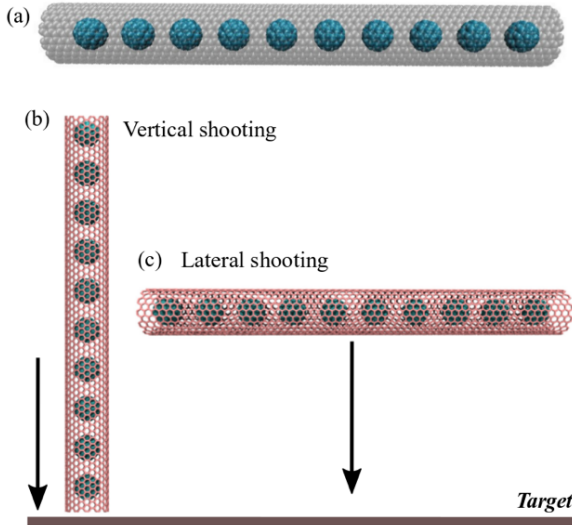 (a)
(b)
Vertical shooting
(c)
Lateral shooting
Target